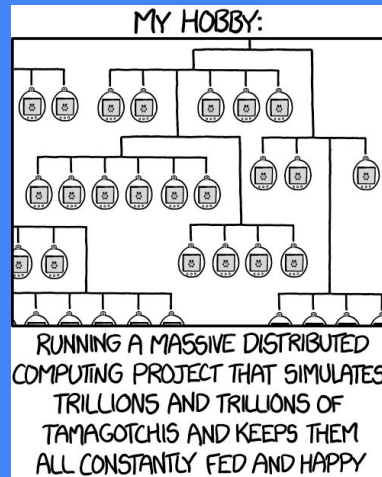 MY HOBBY:
RUNNING A MASSIVE DISTRIBUTED
COMPUTING PROJECT THAT SIMULATES
TRILLIONS AND TRILLIONS OF
TAMAGOTCHIS AND KEEPS THEM
ALL CONSTANTLY FED AND HAPPY